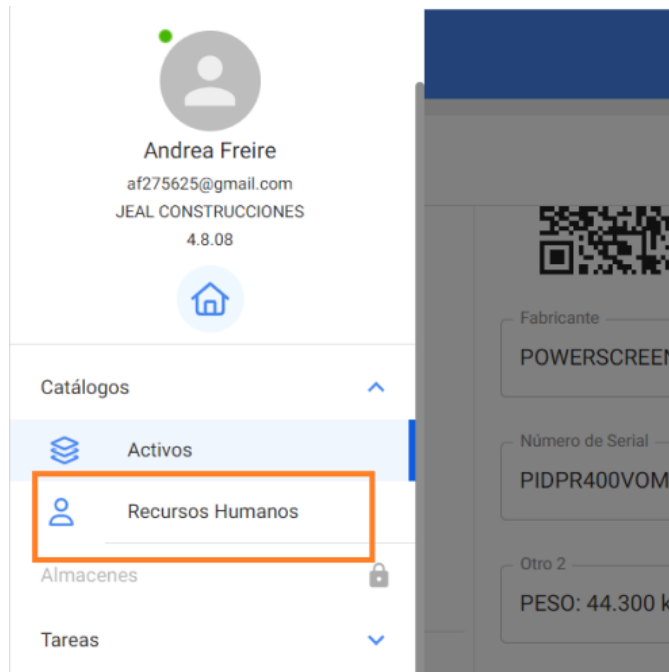 Andrea Freire
af275625@gmail.com
JEAL CONSTRUCCIONES
4.8.08
Catálogos
Activos
Recursos Humanos
Almacenes
Tareas
Fabricante
POWERSCREEN
Número de Serial
PIDPR400VOM
Otro 2
PESO: 44.300 k